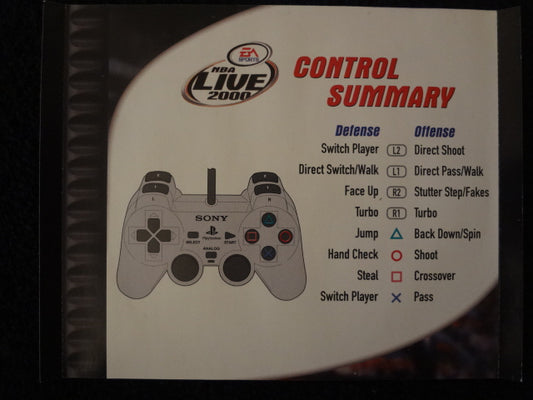 EA
SPORTS
NBA
LIVE
2000
CONTROL
SUMMARY
Defense Offense
Switch Player L2 Direct Shoot
Direct Switch/Walk L1 Direct Pass/Walk
Face Up R2 Stutter Step/Fakes
Turbo R1 Turbo
Jump Back Down/Spin
Hand Check Shoot
Steal Crossover
Switch Player Pass
L R
SONY
PlayStation
SELECT START
ANALOG